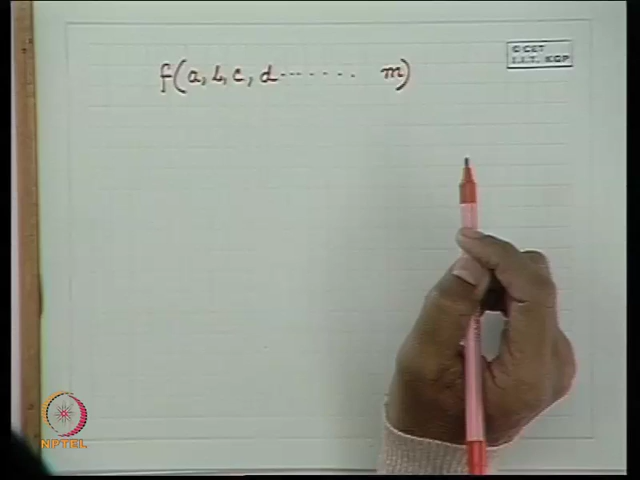 f(a, b, c, d ....... m)
© CET
I.I.T. KGP
NPTEL